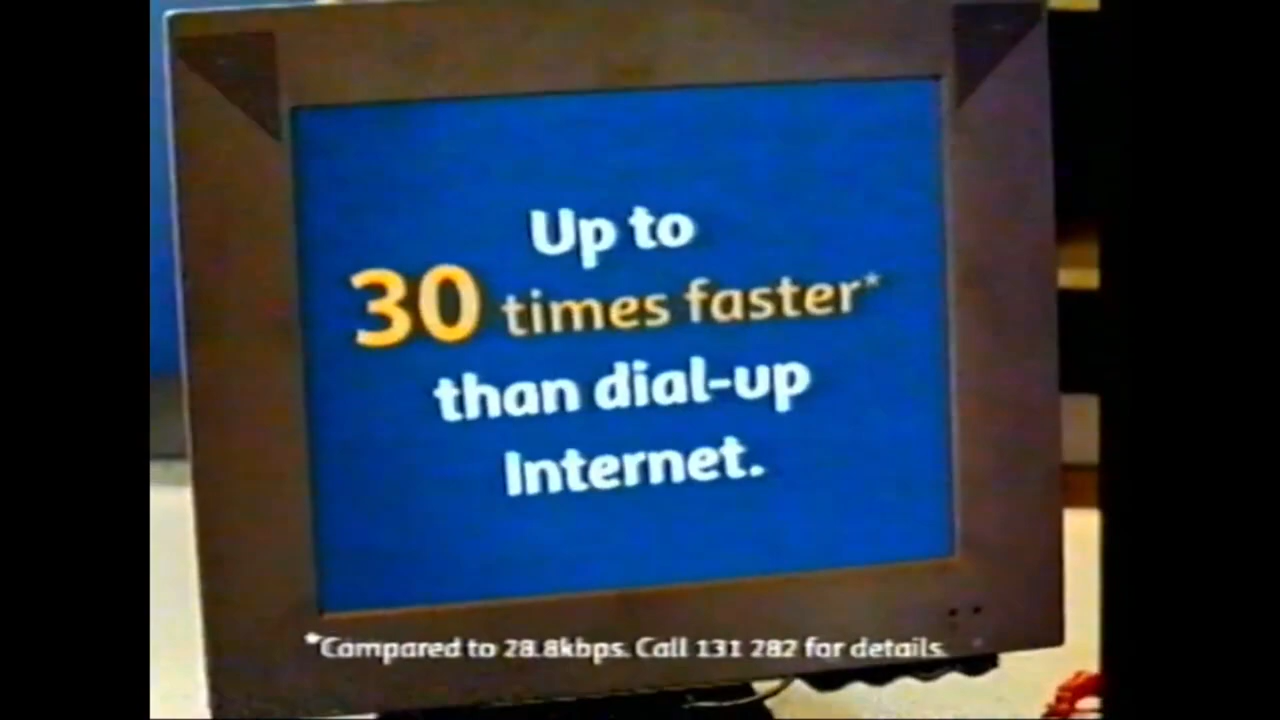 Up to
30 times faster*
than dial-up
Internet.
*Compared to 28.8kbps. Call 131 282 for details.